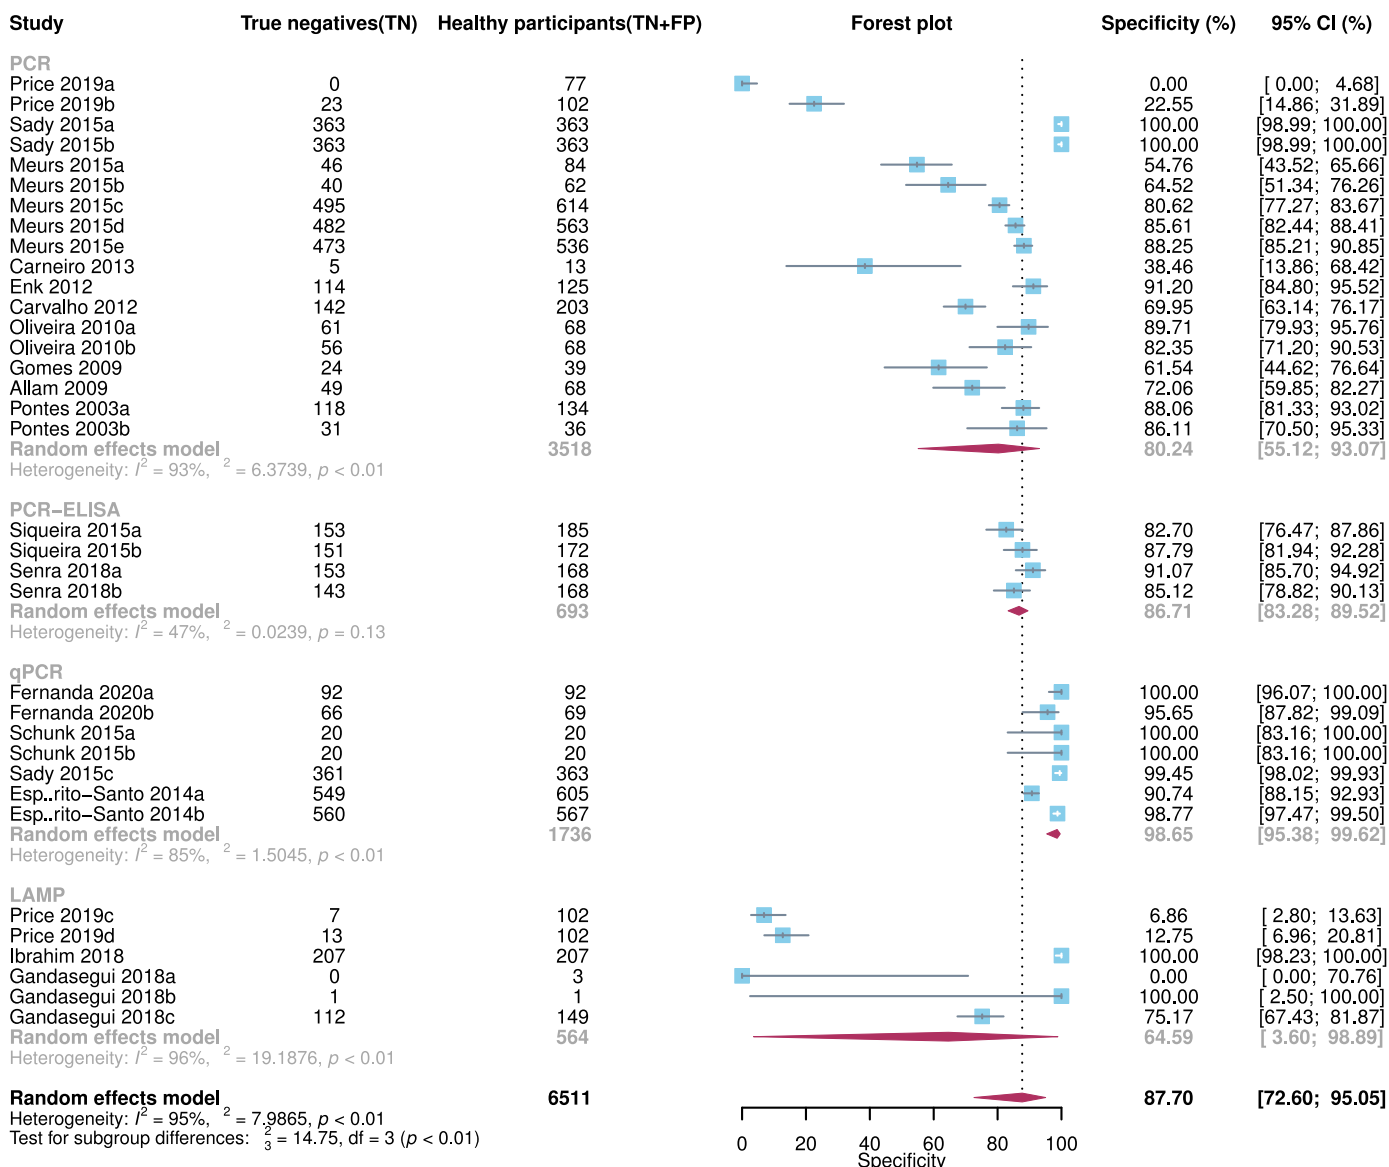 Study True negatives(TN) Healthy participants(TN+FP) Forest plot Specificity (%) 95% CI (%)
PCR
Price 2019a 0 77 0.00 [ 0.00; 4.68]
Price 2019b 23 102 22.55 [14.86; 31.89]
Sady 2015a 363 363 100.00 [98.99; 100.00]
Sady 2015b 363 363 100.00 [98.99; 100.00]
Meurs 2015a 46 84 54.76 [43.52; 65.66]
Meurs 2015b 40 62 64.52 [51.34; 76.26]
Meurs 2015c 495 614 80.62 [77.27; 83.67]
Meurs 2015d 482 563 85.61 [82.44; 88.41]
Meurs 2015e 473 536 88.25 [85.21; 90.85]
Carneiro 2013 5 13 38.46 [13.86; 68.42]
Enk 2012 114 125 91.20 [84.80; 95.52]
Carvalho 2012 142 203 69.95 [63.14; 76.17]
Oliveira 2010a 61 68 89.71 [79.93; 95.76]
Oliveira 2010b 56 68 82.35 [71.20; 90.53]
Gomes 2009 24 39 61.54 [44.62; 76.64]
Allam 2009 49 68 72.06 [59.85; 82.27]
Pontes 2003a 118 134 88.06 [81.33; 93.02]
Pontes 2003b 31 36 86.11 [70.50; 95.33]
Random effects model 3518 80.24 [55.12; 93.07]
Heterogeneity: I² = 93%, ² = 6.3739, p < 0.01
PCR−ELISA
Siqueira 2015a 153 185 82.70 [76.47; 87.86]
Siqueira 2015b 151 172 87.79 [81.94; 92.28]
Senra 2018a 153 168 91.07 [85.70; 94.92]
Senra 2018b 143 168 85.12 [78.82; 90.13]
Random effects model 693 86.71 [83.28; 89.52]
Heterogeneity: I² = 47%, ² = 0.0239, p = 0.13
qPCR
Fernanda 2020a 92 92 100.00 [96.07; 100.00]
Fernanda 2020b 66 69 95.65 [87.82; 99.09]
Schunk 2015a 20 20 100.00 [83.16; 100.00]
Schunk 2015b 20 20 100.00 [83.16; 100.00]
Sady 2015c 361 363 99.45 [98.02; 99.93]
Esp..rito−Santo 2014a 549 605 90.74 [88.15; 92.93]
Esp..rito−Santo 2014b 560 567 98.77 [97.47; 99.50]
Random effects model 1736 98.65 [95.38; 99.62]
Heterogeneity: I² = 85%, ² = 1.5045, p < 0.01
LAMP
Price 2019c 7 102 6.86 [ 2.80; 13.63]
Price 2019d 13 102 12.75 [ 6.96; 20.81]
Ibrahim 2018 207 207 100.00 [98.23; 100.00]
Gandasegui 2018a 0 3 0.00 [ 0.00; 70.76]
Gandasegui 2018b 1 1 100.00 [ 2.50; 100.00]
Gandasegui 2018c 112 149 75.17 [67.43; 81.87]
Random effects model 564 64.59 [ 3.60; 98.89]
Heterogeneity: I² = 96%, ² = 19.1876, p < 0.01
Random effects model 6511 87.70 [72.60; 95.05]
Heterogeneity: I² = 95%, ² = 7.9865, p < 0.01
Test for subgroup differences: ²₃ = 14.75, df = 3 (p < 0.01)
0 20 40 60 80 100
Specificity